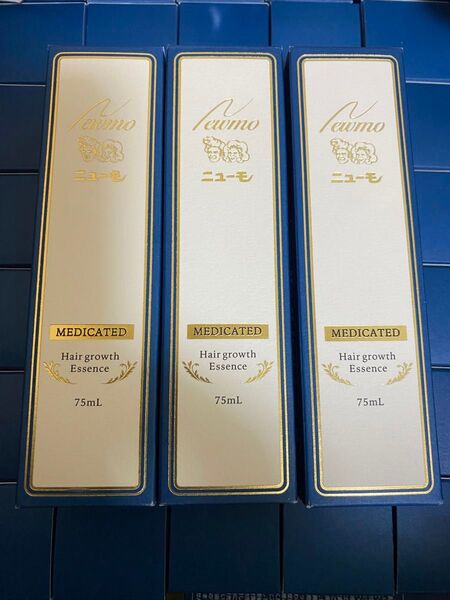 Newmo
ニューモ
MEDICATED
Hair growth
Essence
75mL
Newmo
ニューモ
MEDICATED
Hair growth
Essence
75mL
Newmo
ニューモ
MEDICATED
Hair growth
Essence
75mL